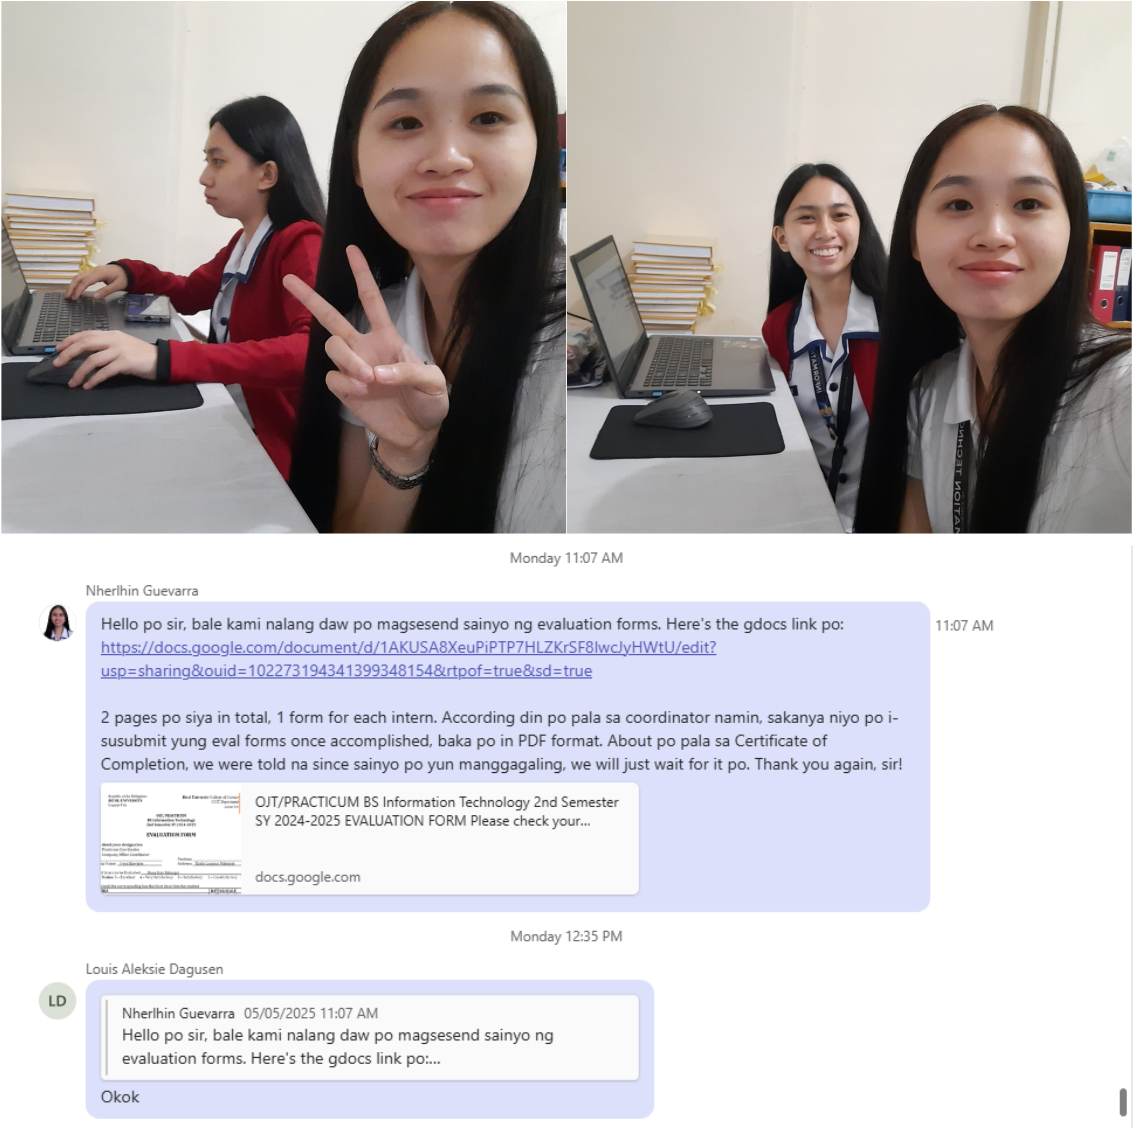 INFORMAT
ATION TECHNO
Monday 11:07 AM
Nherlhin Guevarra
Hello po sir, bale kami nalang daw po magsesend sainyo ng evaluation forms. Here's the gdocs link po:
11:07 AM
https://docs.google.com/document/d/1AKUSA8XeuPiPTP7HLZKrSF8IwcJyHWtU/edit?
usp=sharing&ouid=102273194341399348154&rtpof=true&sd=true
2 pages po siya in total, 1 form for each intern. According din po pala sa coordinator namin, sakanya niyo po i-
susubmit yung eval forms once accomplished, baka po in PDF format. About po pala sa Certificate of
Completion, we were told na since sainyo po yun manggagaling, we will just wait for it po. Thank you again, sir!
OJT/PRACTICUM BS Information Technology 2nd Semester
SY 2024-2025 EVALUATION FORM Please check your...
docs.google.com
EVALUATION FORM
Monday 12:35 PM
Louis Aleksie Dagusen
LD
Nherlhin Guevarra 05/05/2025 11:07 AM
Hello po sir, bale kami nalang daw po magsesend sainyo ng
evaluation forms. Here's the gdocs link po:...
Okok